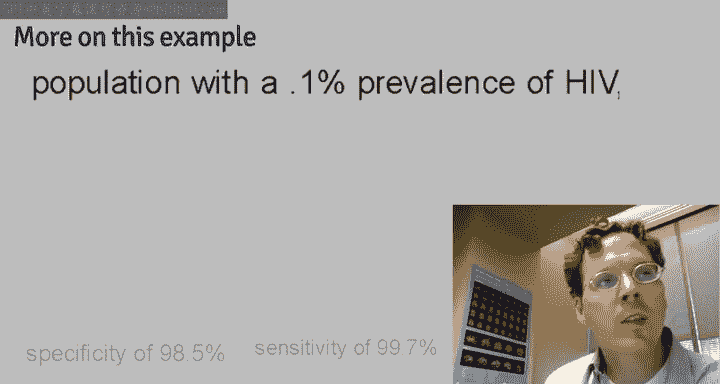 More on this example
population with a .1% prevalence of HIV,
specificity of 98.5%
sensitivity of 99.7%